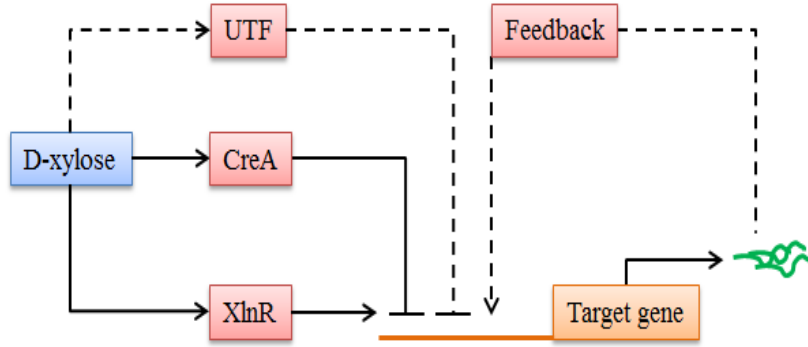 UTF
Feedback
D-xylose
CreA
XlnR
Target gene